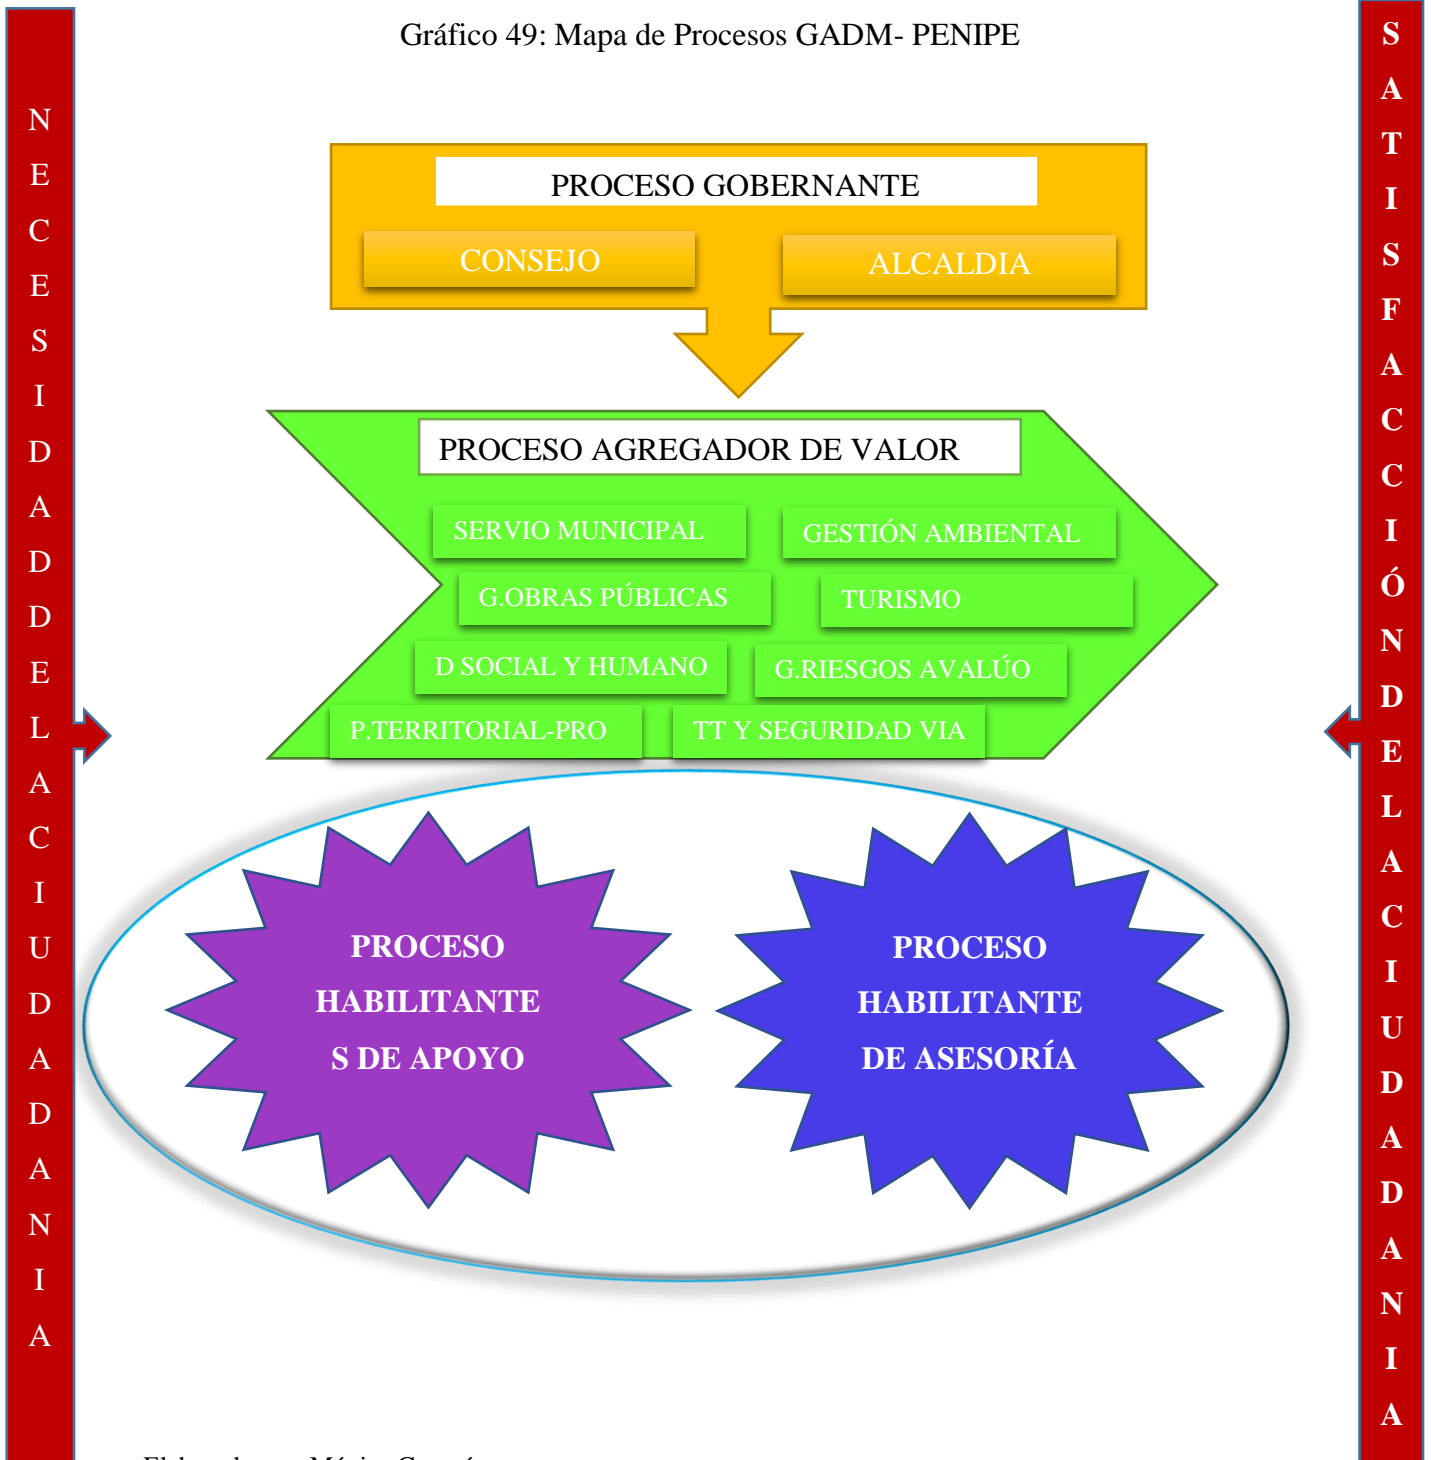 Gráfico 49: Mapa de Procesos GADM- PENIPE
NECESIDADDELACIUDADANIA
PROCESO GOBERNANTE
CONSEJO
ALCALDIA
PROCESO AGREGADOR DE VALOR
SERVIO MUNICIPAL
GESTIÓN AMBIENTAL
G.OBRAS PÚBLICAS
TURISMO
D SOCIAL Y HUMANO
G.RIESGOS AVALÚO
P.TERRITORIAL-PRO
TT Y SEGURIDAD VIA
PROCESO
HABILITANTE
S DE APOYO
PROCESO
HABILITANTE
DE ASESORÍA
SATISFACCIÓNDELACIUDADANIA